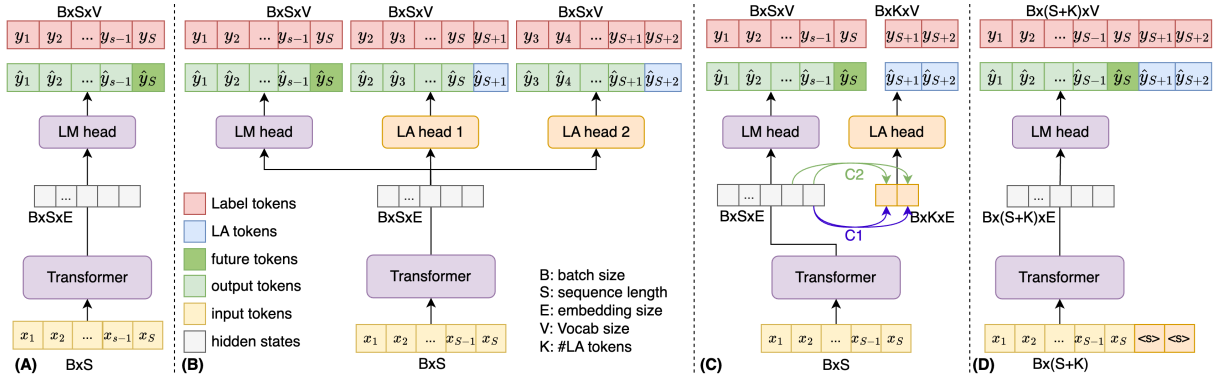 BxSxV
y1 y2 ... ys−1 yS
ŷ1 ŷ2 ... ŷs−1 ŷS
LM head
...
BxSxE
Transformer
x1 x2 ... xs−1 xS
(A) BxS
BxSxV BxSxV BxSxV
y1 y2 ... ys−1 yS y2 y3 ... yS yS+1 y3 y4 ... yS+1 yS+2
ŷ1 ŷ2 ... ŷs−1 ŷS ŷ2 ŷ3 ... ŷS ŷS+1 ŷ3 ŷ4 ... ŷS+1 ŷS+2
LM head LA head 1 LA head 2
...
BxSxE
Transformer
x1 x2 ... xS−1 xS
(B) BxS
Label tokens
LA tokens
future tokens
output tokens
input tokens
hidden states
B: batch size
S: sequence length
E: embedding size
V: Vocab size
K: #LA tokens
BxSxV BxKxV
y1 y2 ... yS−1 yS yS+1 yS+2
ŷ1 ŷ2 ... ŷS−1 ŷS ŷS+1 ŷS+2
LM head LA head
C2
...
BxSxE BxKxE
C1
Transformer
x1 x2 ... xS−1 xS
(C) BxS
Bx(S+K)xV
y1 y2 ... yS−1 yS yS+1 yS+2
ŷ1 ŷ2 ... ŷS−1 ŷS ŷS+1 ŷS+2
LM head
...
Bx(S+K)xE
Transformer
x1 x2 ... xS−1 xS <s> <s>
(D) Bx(S+K)